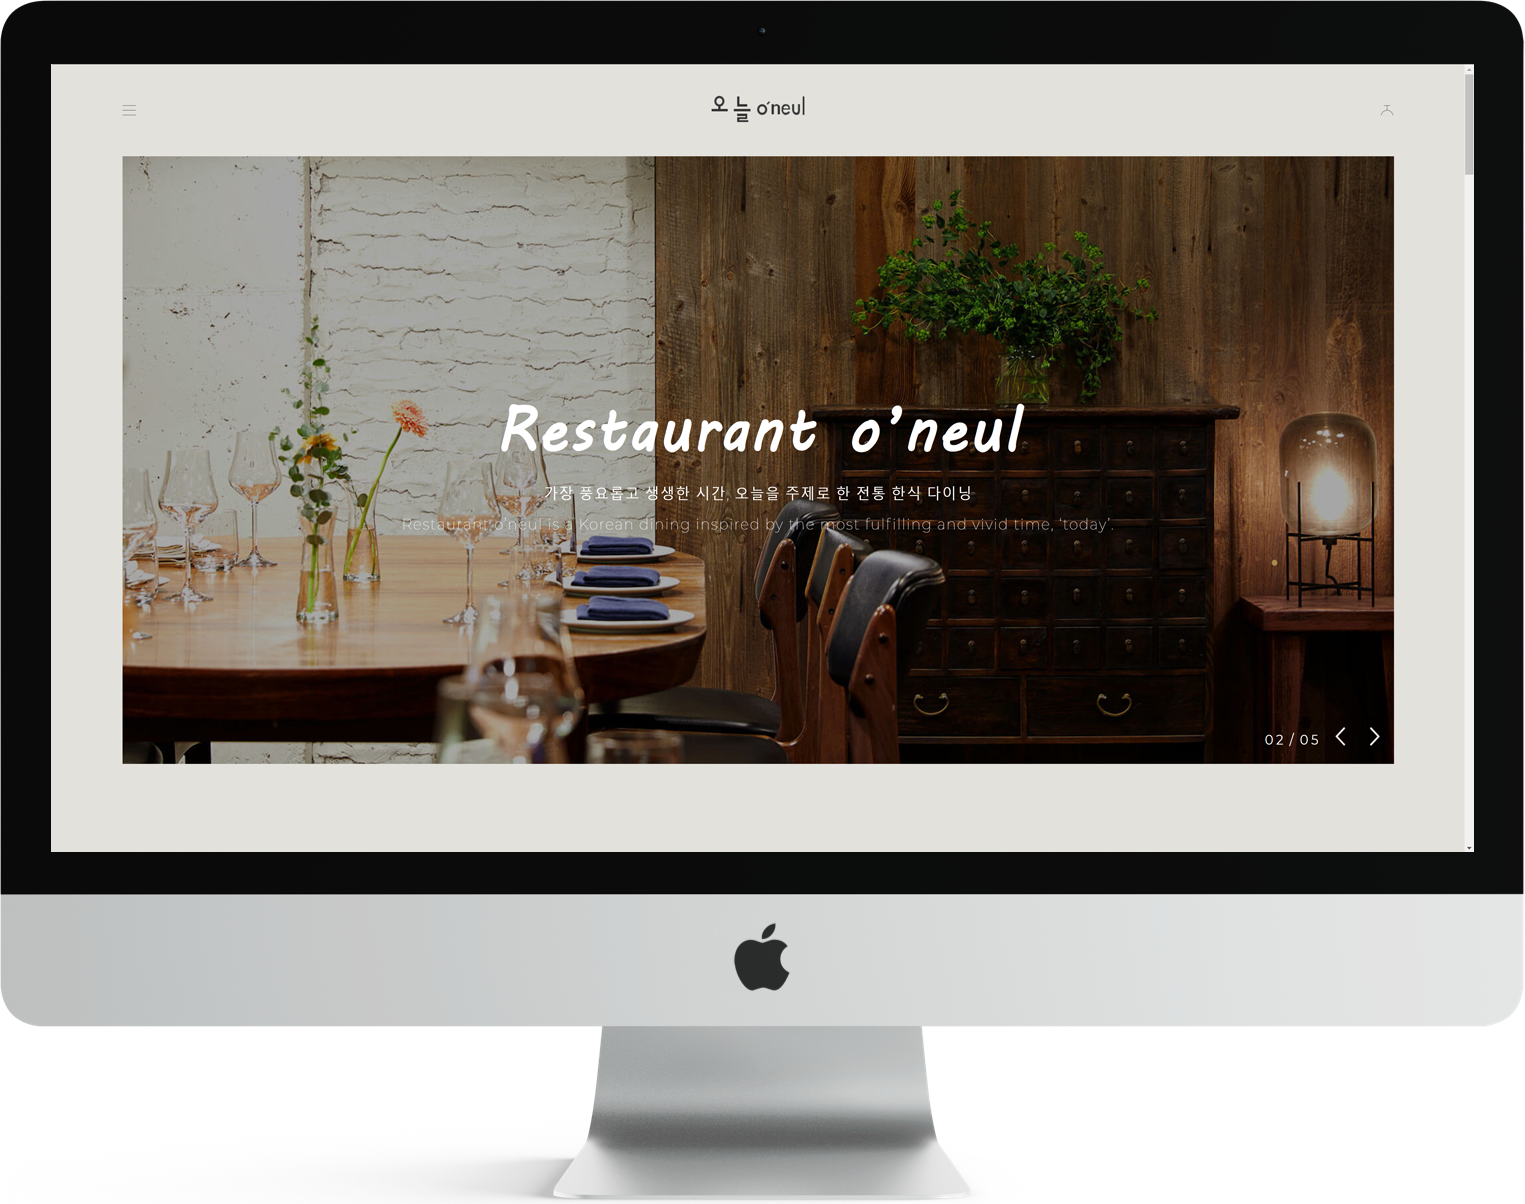 오늘 o'neul
Restaurant o'neul
가장 풍요롭고 생생한 시간, 오늘을 주제로 한 전통 한식 다이닝
Restaurant o'neul is a Korean dining inspired by the most fulfilling and vivid time, 'today'.
02 / 05